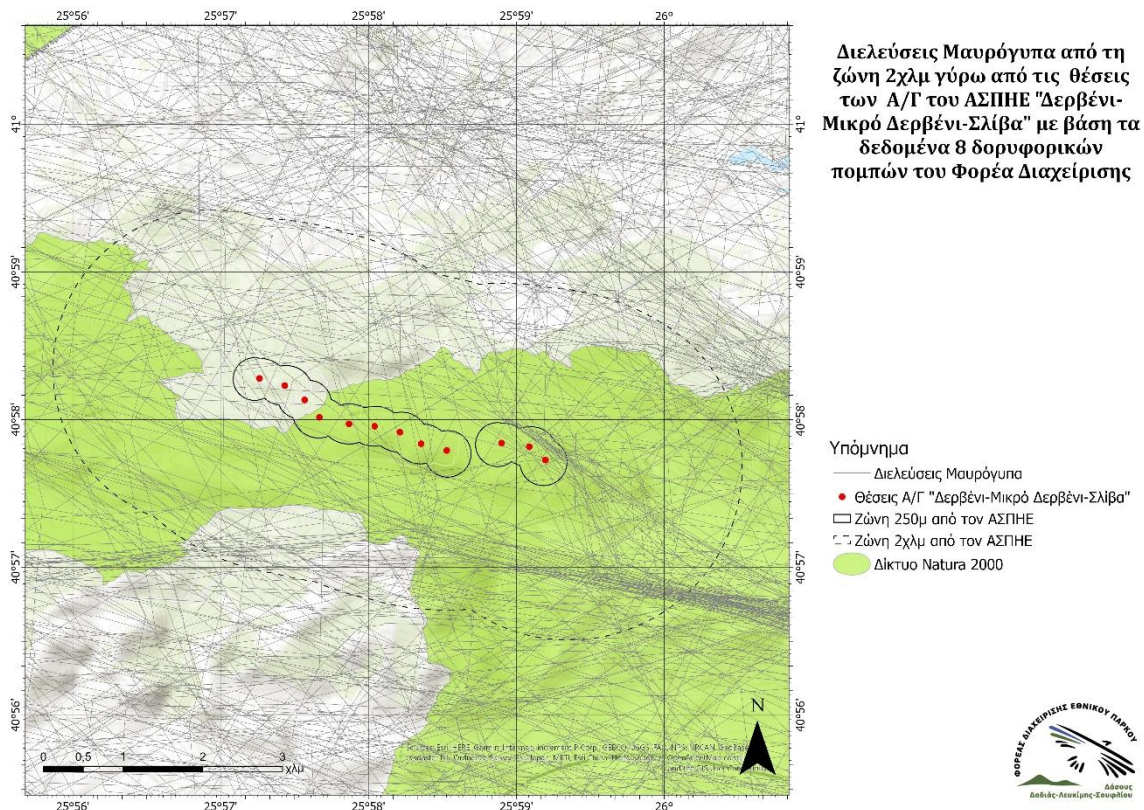 25°56' 25°57' 25°58' 25°59' 26°
Διελεύσεις Μαυρόγυπα από τη
ζώνη 2χλμ γύρω από τις θέσεις
των Α/Γ του ΑΣΠΗΕ "Δερβένι-
Μικρό Δερβένι-Σλίβα" με βάση τα
δεδομένα 8 δορυφορικών
πομπών του Φορέα Διαχείρισης
41° 41°
40°59' 40°59'
40°58' 40°58'
40°57' 40°57'
40°56' 40°56'
Υπόμνημα
Διελεύσεις Μαυρόγυπα
Θέσεις Α/Γ "Δερβένι-Μικρό Δερβένι-Σλίβα"
Ζώνη 250μ από τον ΑΣΠΗΕ
Ζώνη 2χλμ από τον ΑΣΠΗΕ
Δίκτυο Natura 2000
N
0 0,5 1 2 3
χλμ
25°56' 25°57' 25°58' 25°59' 26°
ΦΟΡΕΑΣ ΔΙΑΧΕΙΡΙΣΗΣ ΕΘΝΙΚΟΥ ΠΑΡΚΟΥ
Δάσους
Δαδιάς-Λευκίμης-Σουφλίου